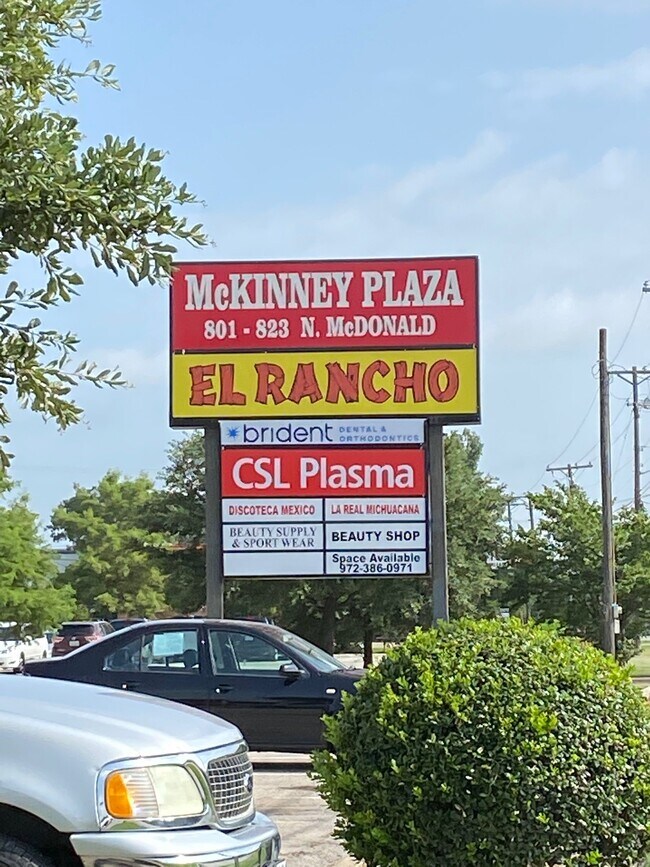 McKINNEY PLAZA
801 - 823 N. McDONALD
EL RANCHO
brident DENTAL & ORTHODONTICS
CSL Plasma
DISCOTECA MEXICO
LA REAL MICHUACANA
BEAUTY SUPPLY
& SPORT WEAR
BEAUTY SHOP
Space Available
972-386-0971